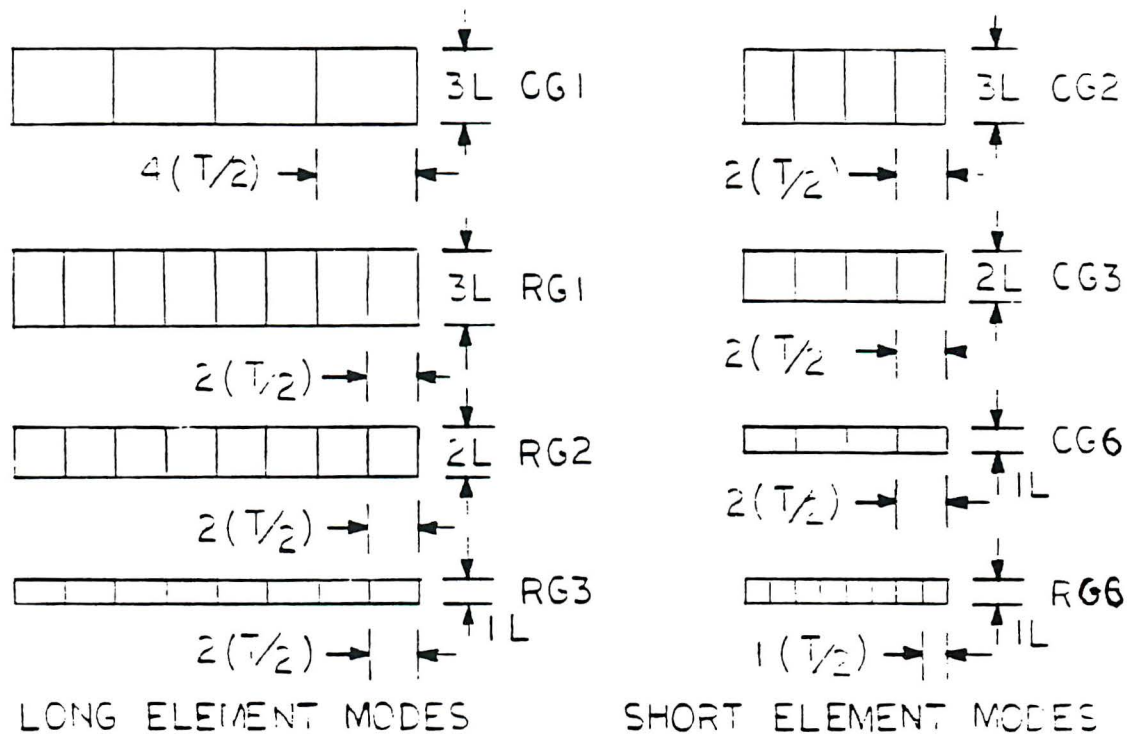 3L CG1
4(T/2)
3L RG1
2(T/2)
2L RG2
2(T/2)
RG3
1L
2(T/2)
LONG ELEMENT MODES
3L CG2
2(T/2)
2L CG3
2(T/2
CG6
1L
2(T/2)
RG6
1L
1(T/2)
SHORT ELEMENT MODES